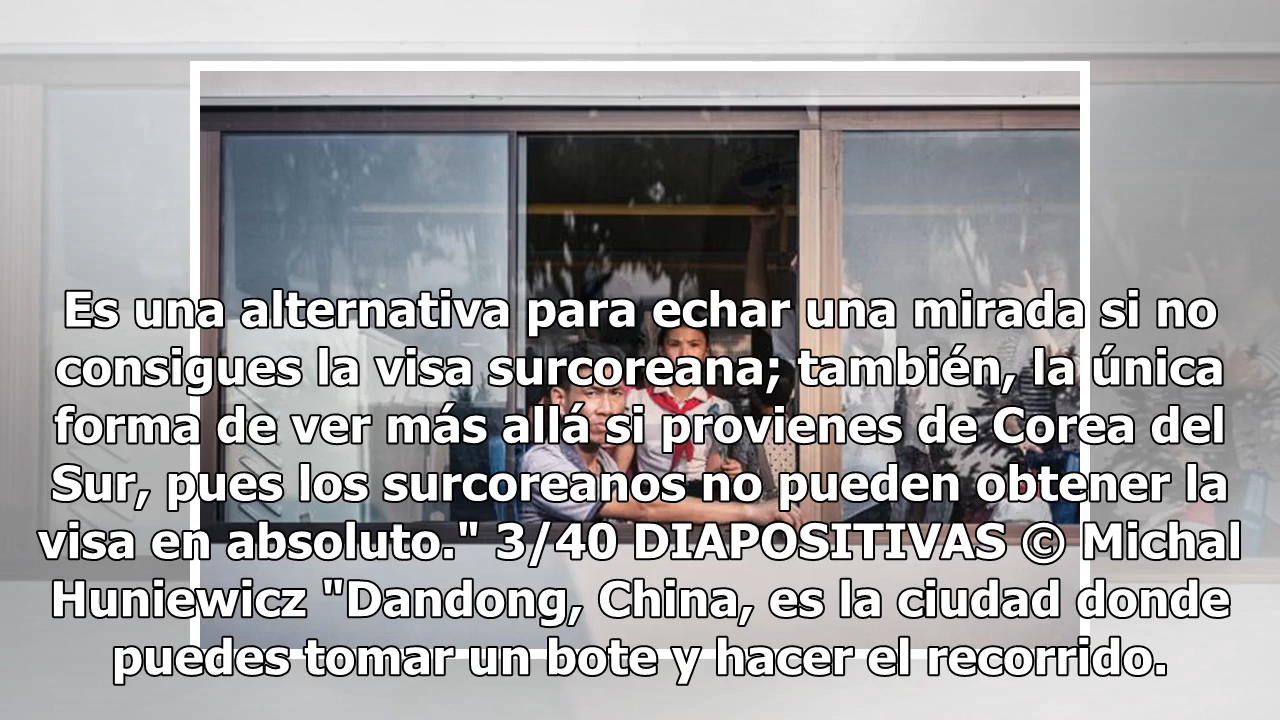 Es una alternativa para echar una mirada si no
consigues la visa surcoreana; también, la única
forma de ver más allá si provienes de Corea del
Sur, pues los surcoreanos no pueden obtener la
visa en absoluto." 3/40 DIAPOSITIVAS © Michal
Huniewicz "Dandong, China, es la ciudad donde
puedes tomar un bote y hacer el recorrido.